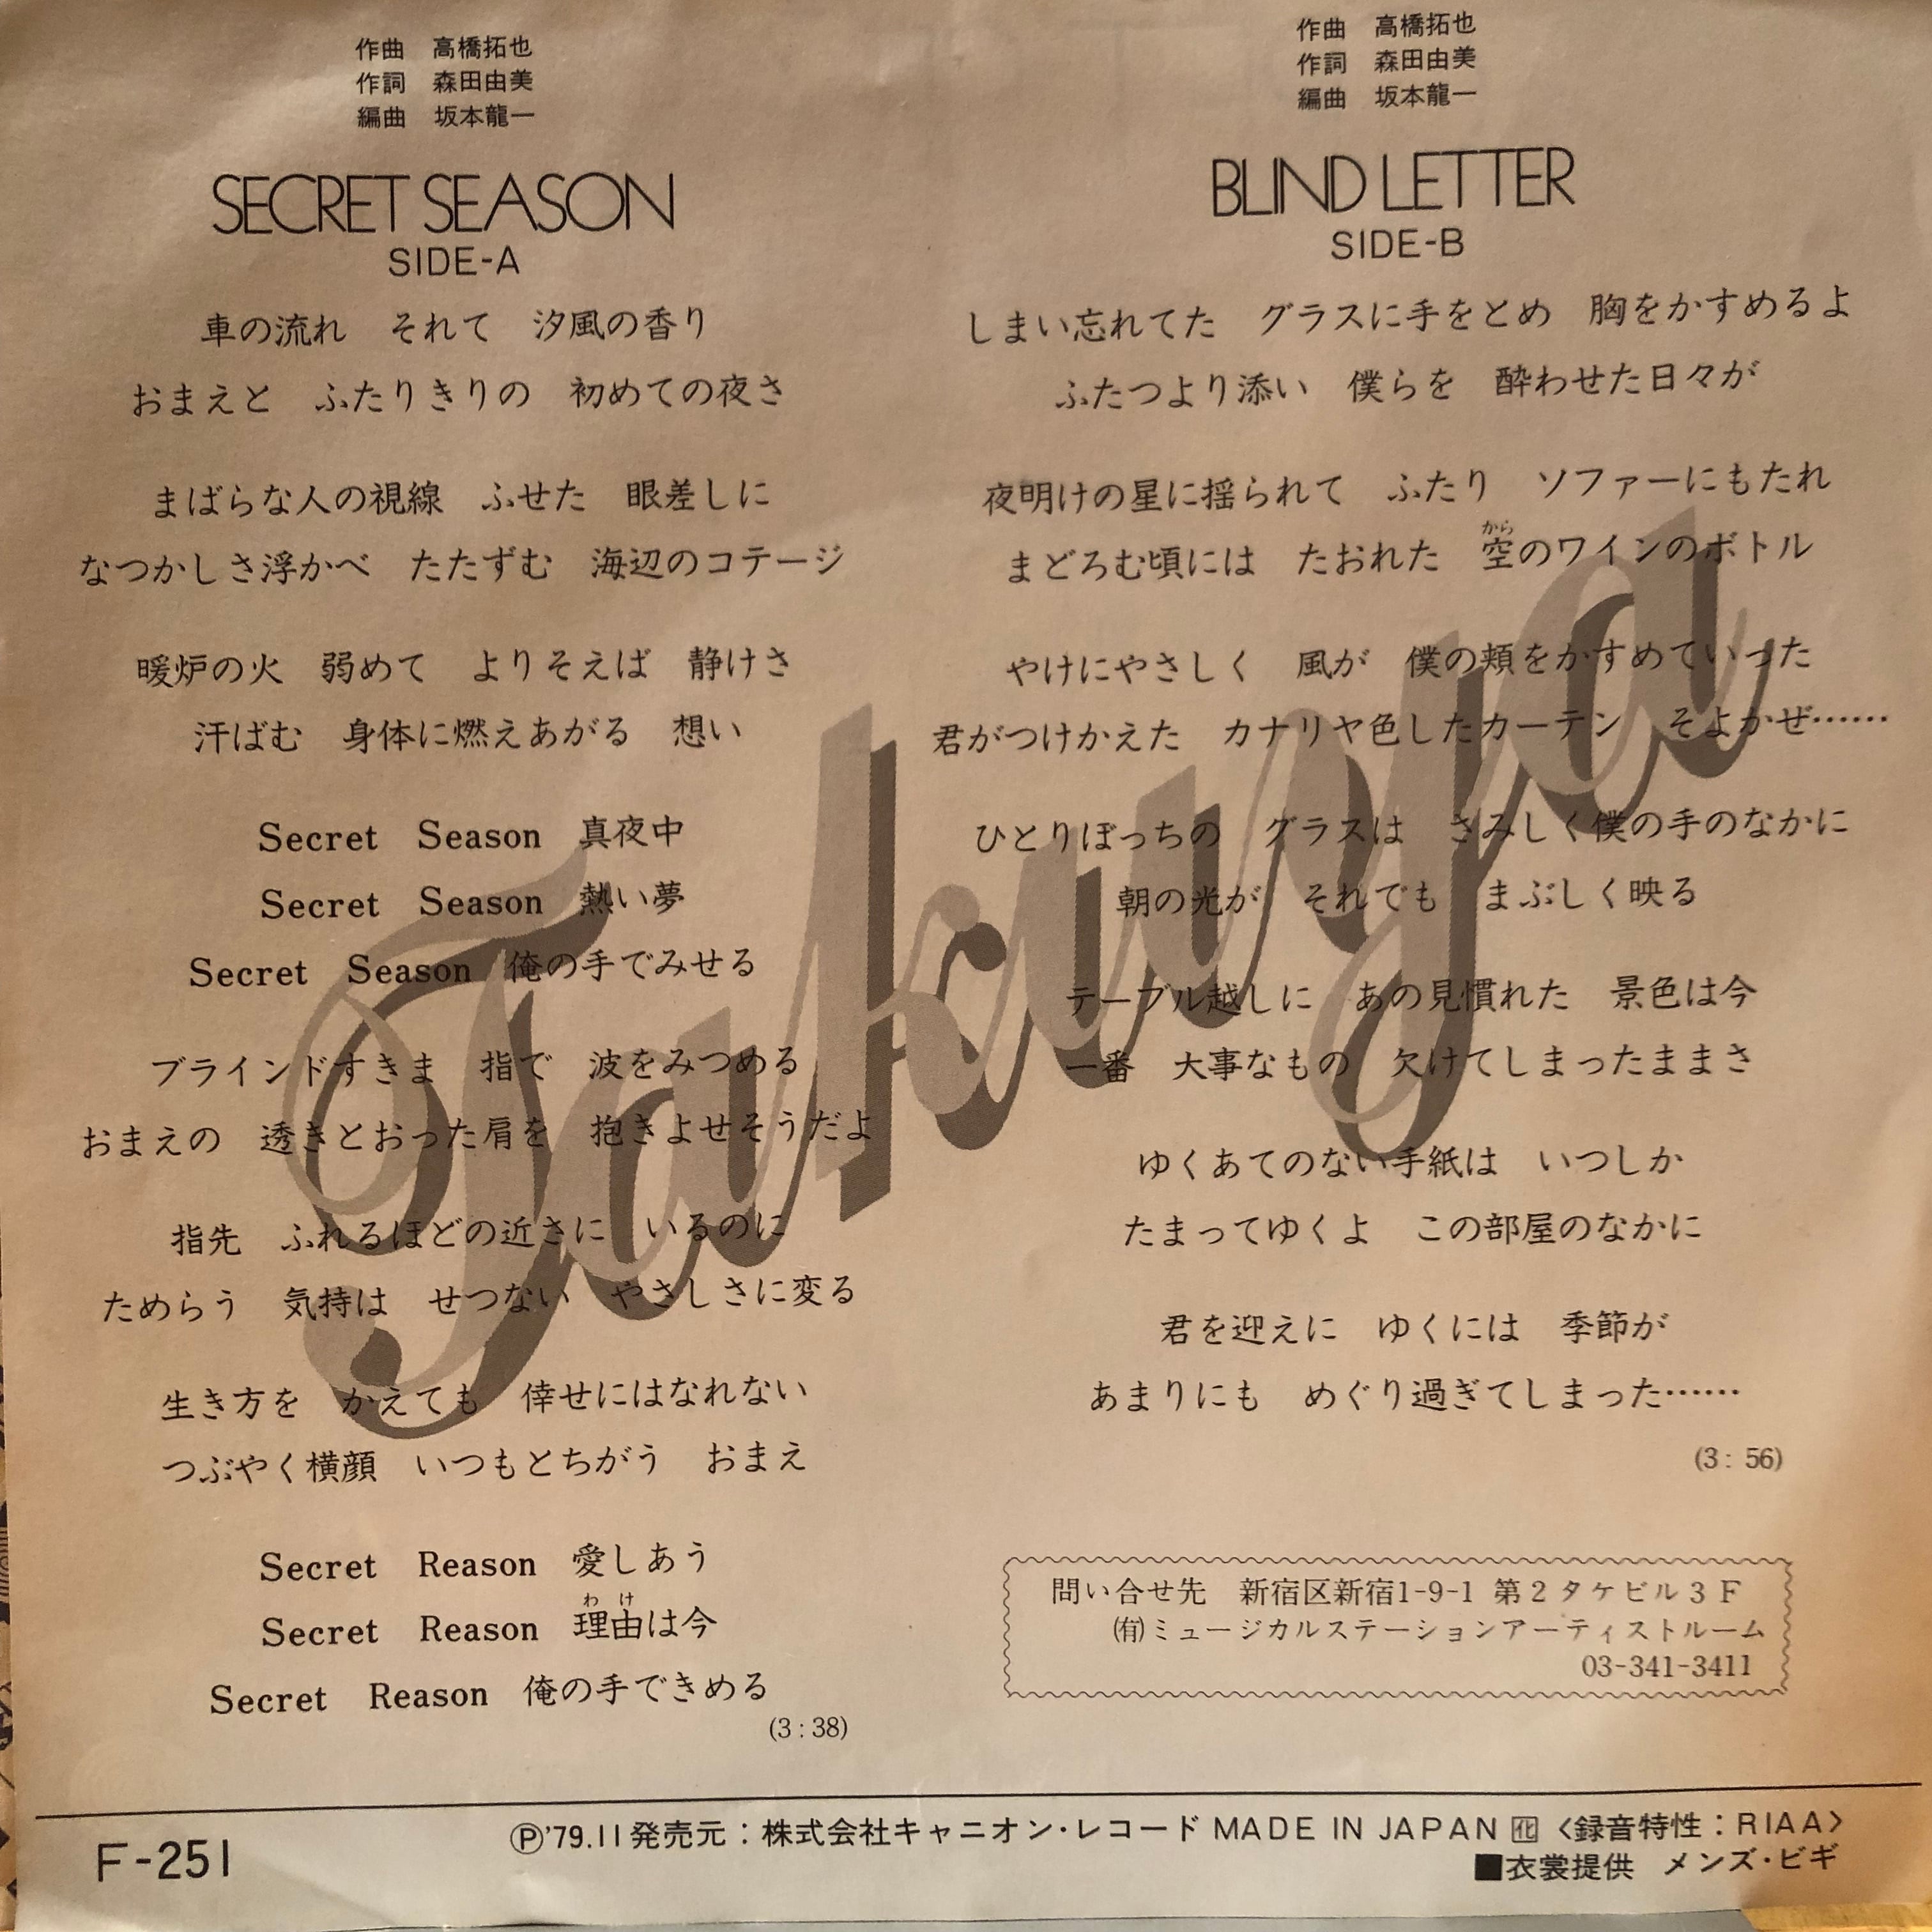 作曲　高橋拓也
作詞　森田由美
編曲　坂本龍一
SECRET SEASON
SIDE-A
車の流れ　それて　汐風の香り
おまえと　ふたりきりの　初めての夜さ
まばらな人の視線　ふせた　眼差しに
なつかしさ浮かべ　たたずむ　海辺のコテージ
暖炉の火　弱めて　よりそえば　静けさ
汗ばむ　身体に燃えあがる　想い
Secret　Season　真夜中
Secret　Season　熱い夢
Secret　Season　俺の手でみせる
ブラインドすきま　指で　波をみつめる
おまえの　透きとおった肩を　抱きよせそうだよ
指先　ふれるほどの近さに　いるのに
ためらう　気持は　せつない　やさしさに変る
生き方を　かえても　倖せにはなれない
つぶやく横顔　いつもとちがう　おまえ
Secret　Reason　愛しあう
わけ
Secret　Reason　理由は今
Secret　Reason　俺の手できめる
(3:38)
作曲　高橋拓也
作詞　森田由美
編曲　坂本龍一
BLIND LETTER
SIDE-B
しまい忘れてた　グラスに手をとめ　胸をかすめるよ
ふたつより添い　僕らを　酔わせた日々が
夜明けの星に揺られて　ふたり　ソファーにもたれ
から
まどろむ頃には　たおれた　空のワインのボトル
やけにやさしく　風が　僕の頬をかすめていった
君がつけかえた　カナリヤ色したカーテン　そよかぜ……
ひとりぼっちの　グラスは　さみしく僕の手のなかに
朝の光が　それでも　まぶしく映る
テーブル越しに　あの見慣れた　景色は今
一番　大事なもの　欠けてしまったままさ
ゆくあてのない手紙は　いつしか
たまってゆくよ　この部屋のなかに
君を迎えに　ゆくには　季節が
あまりにも　めぐり過ぎてしまった……
(3:56)
Takuya
問い合せ先　新宿区新宿1-9-1 第2タケビル3F
㈲ミュージカルステーションアーティストルーム
03-341-3411
F-251
Ⓟ'79.11発売元：株式会社キャニオン・レコード MADE IN JAPAN ㊓〈録音特性：RIAA〉
■衣裳提供　メンズ・ビギ